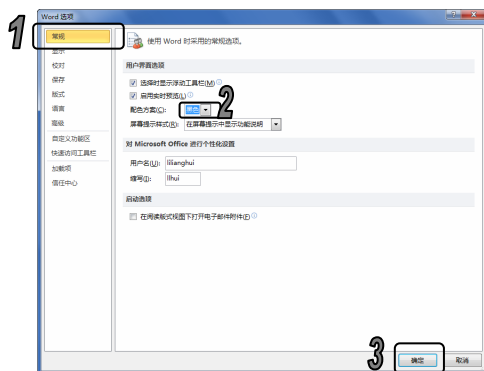 1
Word 选项
常规
显示
校对
保存
版式
语言
高级
自定义功能区
快速访问工具栏
加载项
信任中心
使用 Word 时采用的常规选项。
用户界面选项
选择时显示浮动工具栏(M)
启用实时预览(L)
2
配色方案(C):
屏幕提示样式(R): 在屏幕提示中显示功能说明
对 Microsoft Office 进行个性化设置
用户名(U): lilianghui
缩写(I): llhui
启动选项
在阅读版式视图下打开电子邮件附件(E)
3
确定 取消